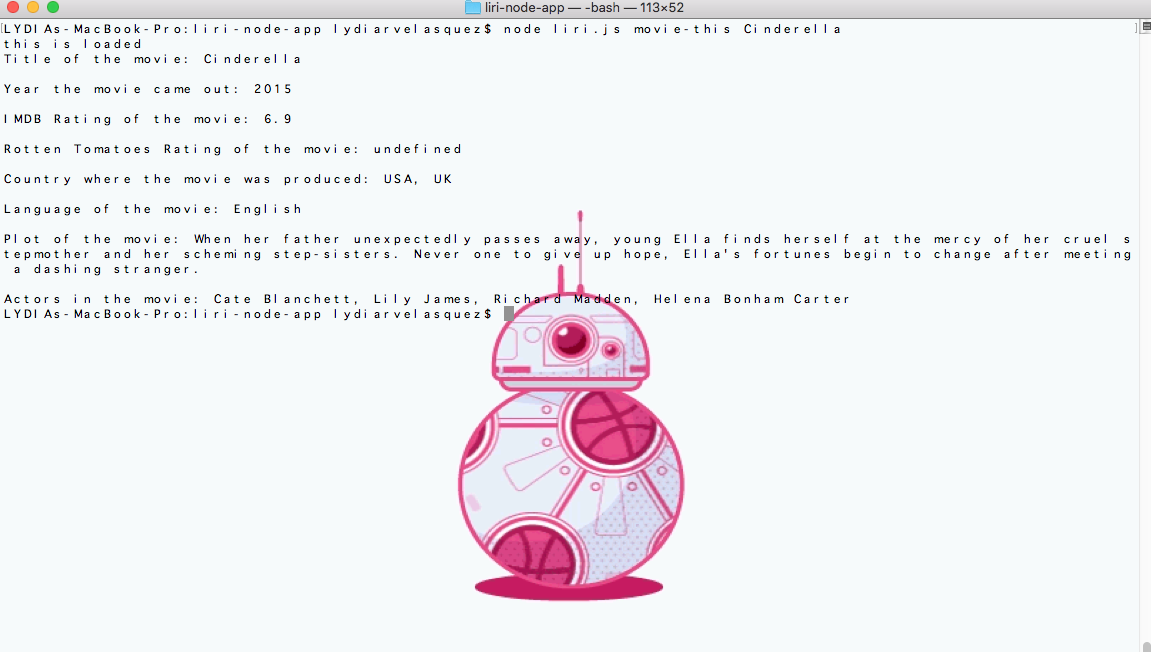 liri-node-app — -bash — 113×52
LYDIAs-MacBook-Pro:liri-node-app lydiarvelasquez$ node liri.js movie-this Cinderella
this is loaded
Title of the movie: Cinderella
Year the movie came out: 2015
IMDB Rating of the movie: 6.9
Rotten Tomatoes Rating of the movie: undefined
Country where the movie was produced: USA, UK
Language of the movie: English
Plot of the movie: When her father unexpectedly passes away, young Ella finds herself at the mercy of her cruel s
tepmother and her scheming step-sisters. Never one to give up hope, Ella's fortunes begin to change after meeting
 a dashing stranger.
Actors in the movie: Cate Blanchett, Lily James, Richard Madden, Helena Bonham Carter
LYDIAs-MacBook-Pro:liri-node-app lydiarvelasquez$